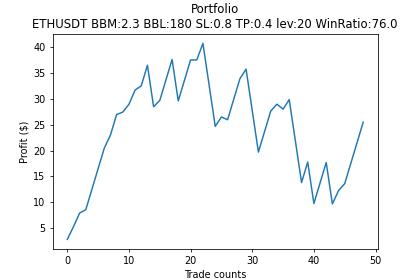 Portfolio
ETHUSDT BBM:2.3 BBL:180 SL:0.8 TP:0.4 lev:20 WinRatio:76.0
Profit ($)
40
35
30
25
20
15
10
5
0 10 20 30 40 50
Trade counts